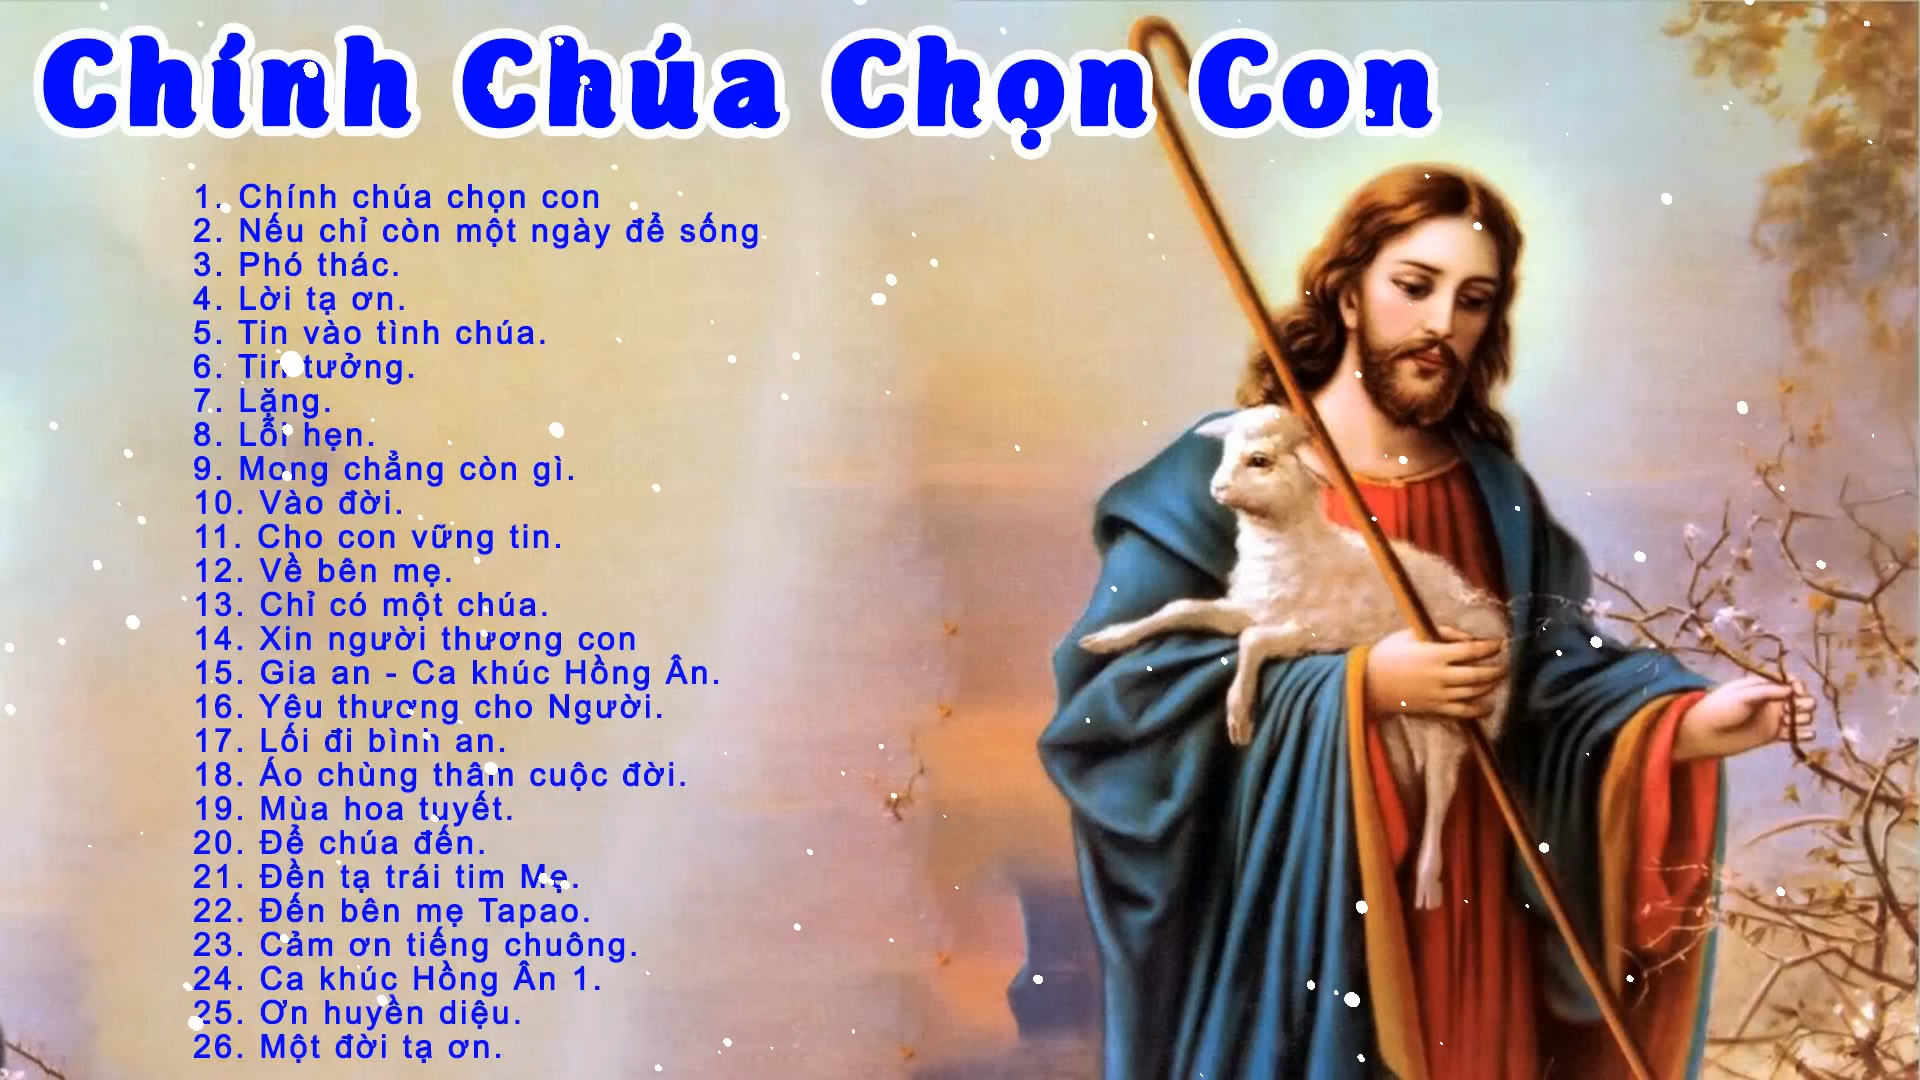 Chính Chúa Chọn Con
1. Chính chúa chọn con
2. Nếu chỉ còn một ngày để sống
3. Phó thác.
4. Lời tạ ơn.
5. Tin vào tình chúa.
6. Tin tưởng.
7. Lặng.
8. Lỗi hẹn.
9. Mong chẳng còn gì.
10. Vào đời.
11. Cho con vững tin.
12. Về bên mẹ.
13. Chỉ có một chúa.
14. Xin người thương con
15. Gia an - Ca khúc Hồng Ân.
16. Yêu thương cho Người.
17. Lối đi bình an.
18. Áo chùng thâm cuộc đời.
19. Mùa hoa tuyết.
20. Để chúa đến.
21. Đền tạ trái tim Mẹ.
22. Đến bên mẹ Tapao.
23. Cảm ơn tiếng chuông.
24. Ca khúc Hồng Ân 1.
25. Ơn huyền diệu.
26. Một đời tạ ơn.